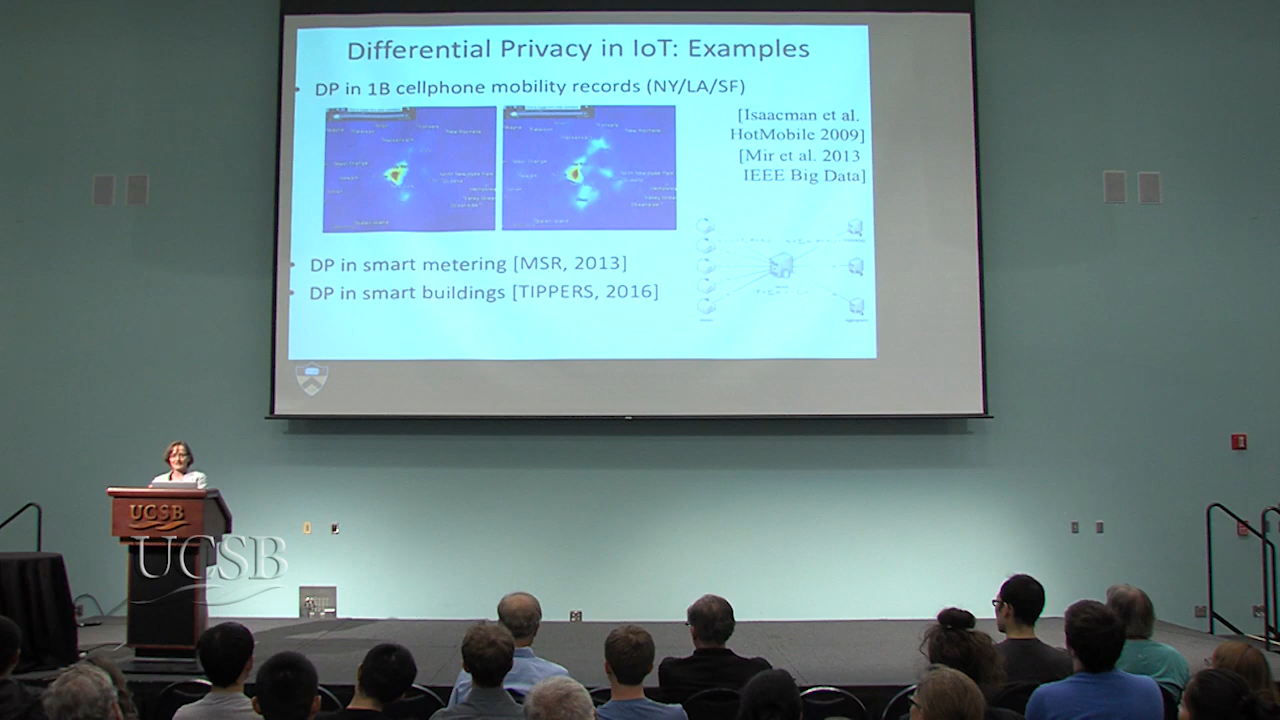 Differential Privacy in IoT: Examples
• DP in 1B cellphone mobility records (NY/LA/SF)
[Isaacman et al.
HotMobile 2009]
[Mir et al. 2013
IEEE Big Data]
• DP in smart metering [MSR, 2013]
• DP in smart buildings [TIPPERS, 2016]
UCSB
UCSB